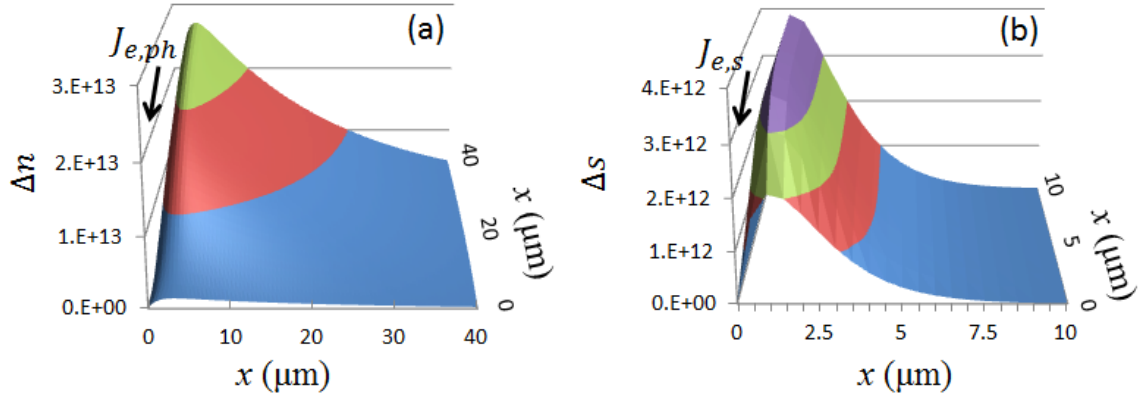 (a)
J_{e,ph}
3.E+13
2.E+13
1.E+13
0.E+00
Δn
0 10 20 30 40
x (μm)
0 20 40
x (μm)
(b)
J_{e,s}
4.E+12
3.E+12
2.E+12
1.E+12
0.E+00
Δs
0 2.5 5 7.5 10
x (μm)
0 5 10
x (μm)